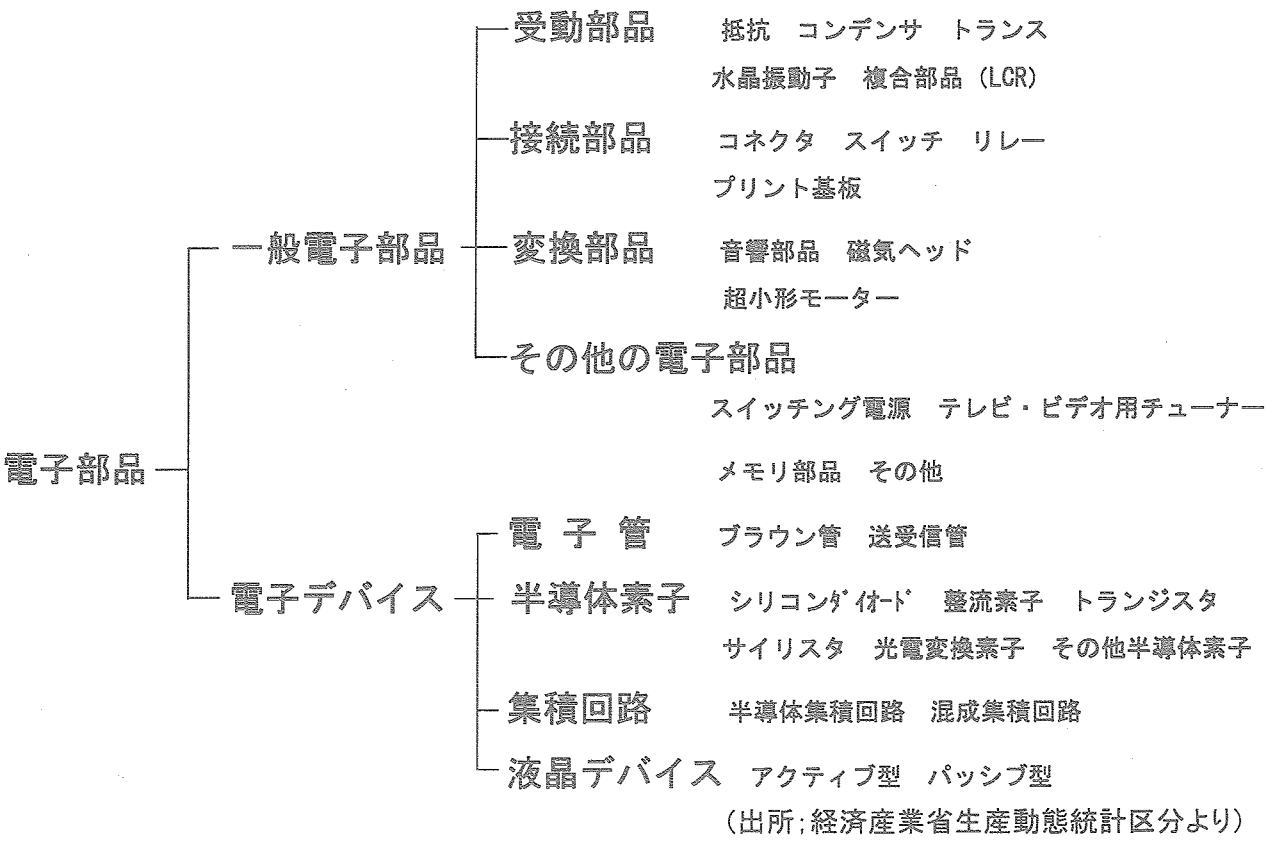 受動部品 抵抗 コンデンサ トランス
水晶振動子 複合部品 (LCR)
接続部品 コネクタ スイッチ リレー
プリント基板
一般電子部品 変換部品 音響部品 磁気ヘッド
超小形モーター
その他の電子部品
スイッチング電源 テレビ・ビデオ用チューナー
電子部品 メモリ部品 その他
電子管 ブラウン管 送受信管
電子デバイス 半導体素子 シリコンダイオード 整流素子 トランジスタ
サイリスタ 光電変換素子 その他半導体素子
集積回路 半導体集積回路 混成集積回路
液晶デバイス アクティブ型 パッシブ型
(出所;経済産業省生産動態統計区分より)